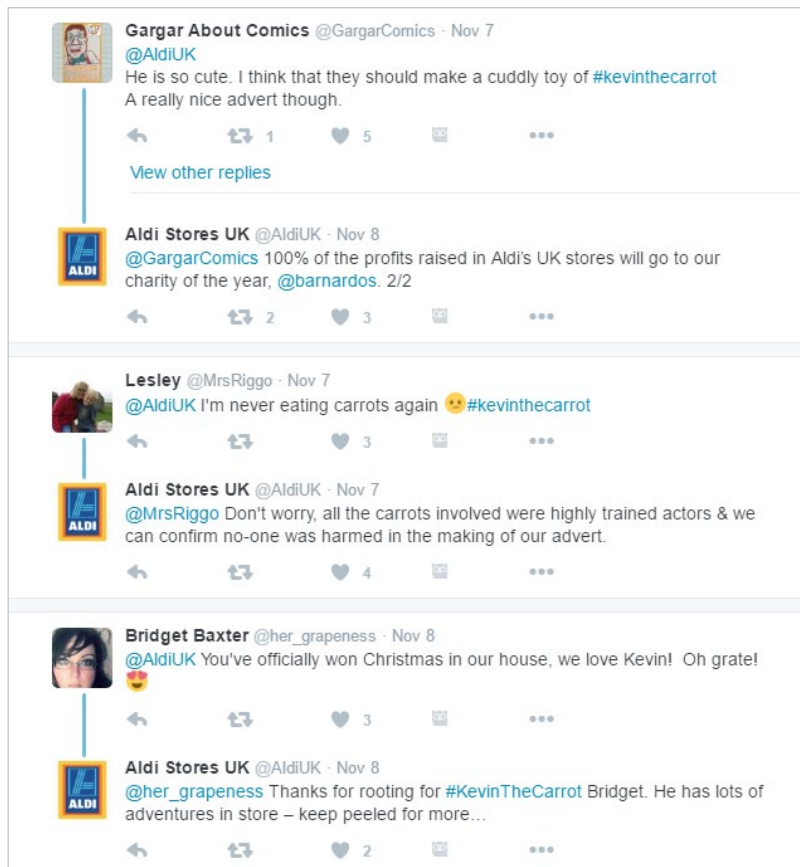 Gargar About Comics @GargarComics · Nov 7
@AldiUK
He is so cute. I think that they should make a cuddly toy of #kevinthecarrot
A really nice advert though.
1 5
View other replies
ALDI
Aldi Stores UK @AldiUK · Nov 8
@GargarComics 100% of the profits raised in Aldi's UK stores will go to our
charity of the year, @barnardos. 2/2
2 3
Lesley @MrsRiggo · Nov 7
@AldiUK I'm never eating carrots again 😕#kevinthecarrot
3
ALDI
Aldi Stores UK @AldiUK · Nov 7
@MrsRiggo Don't worry, all the carrots involved were highly trained actors & we
can confirm no-one was harmed in the making of our advert.
4
Bridget Baxter @her_grapeness · Nov 8
@AldiUK You've officially won Christmas in our house, we love Kevin! Oh grate!
😍
3
ALDI
Aldi Stores UK @AldiUK · Nov 8
@her_grapeness Thanks for rooting for #KevinTheCarrot Bridget. He has lots of
adventures in store – keep peeled for more…
2